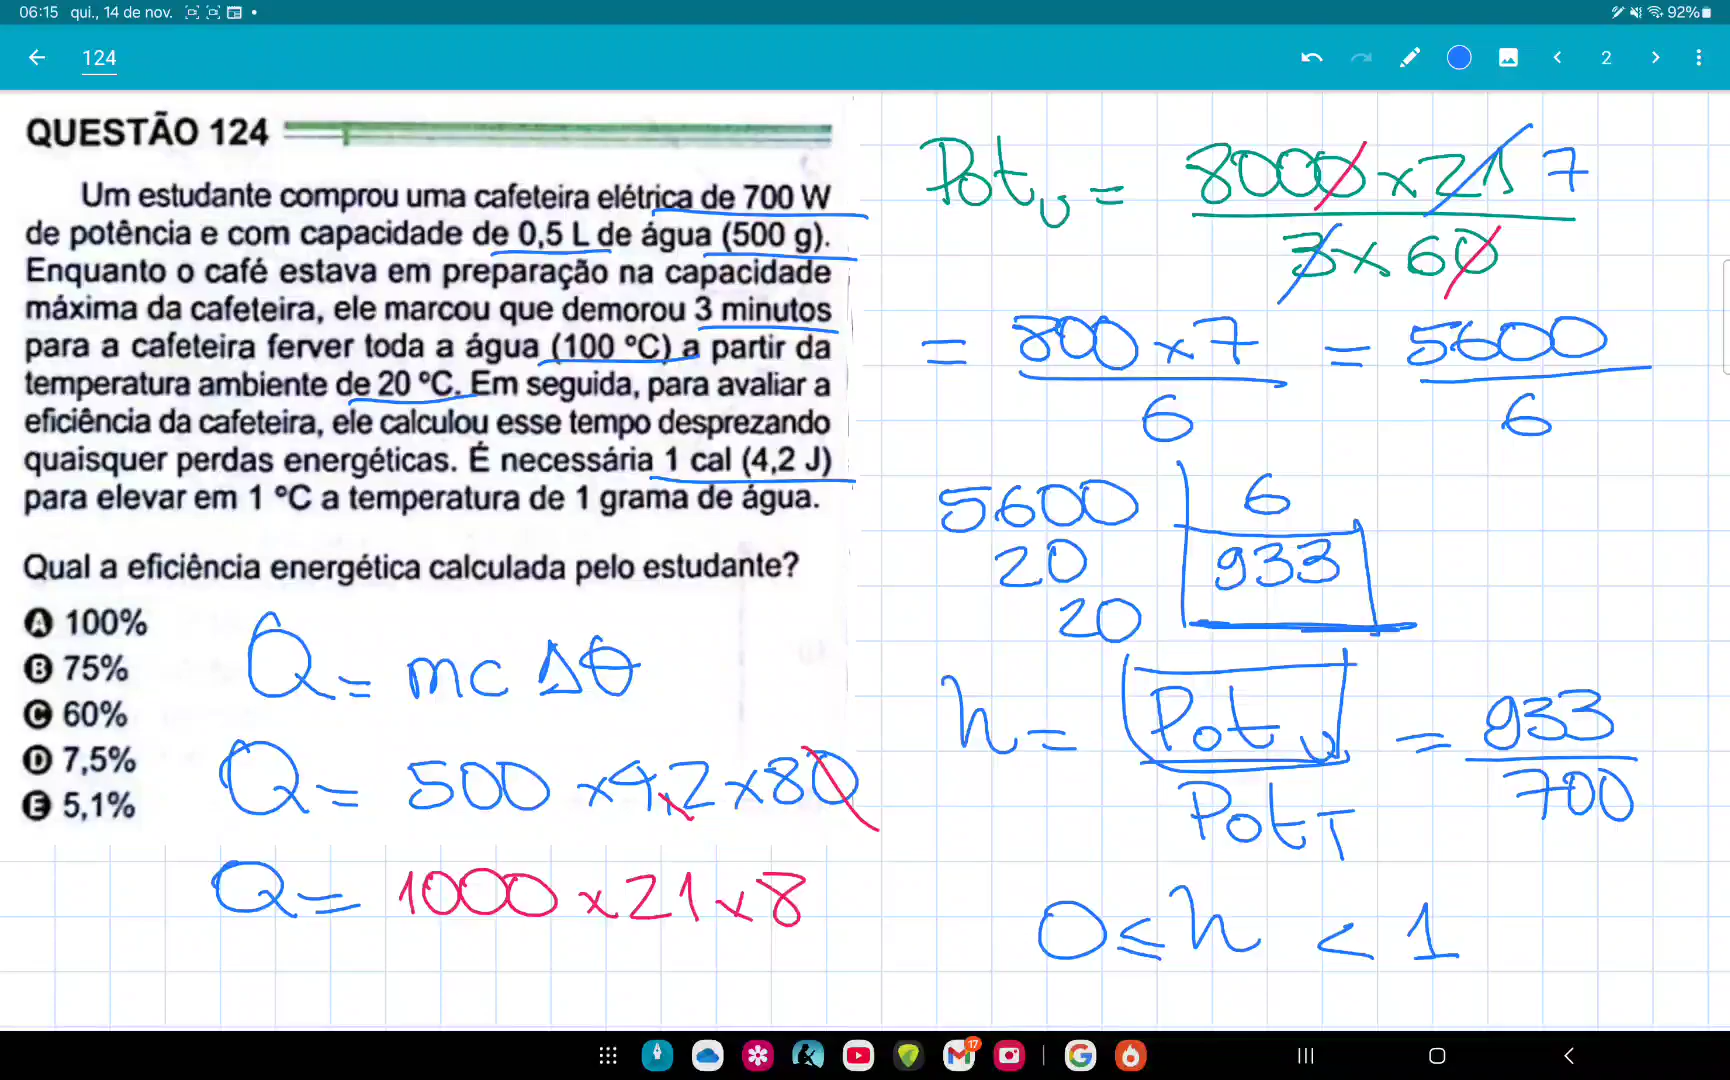 06:15 qui., 14 de nov.
92%
124
2
QUESTÃO 124
Um estudante comprou uma cafeteira elétrica de 700 W
de potência e com capacidade de 0,5 L de água (500 g).
Enquanto o café estava em preparação na capacidade
máxima da cafeteira, ele marcou que demorou 3 minutos
para a cafeteira ferver toda a água (100 °C) a partir da
temperatura ambiente de 20 °C. Em seguida, para avaliar a
eficiência da cafeteira, ele calculou esse tempo desprezando
quaisquer perdas energéticas. É necessária 1 cal (4,2 J)
para elevar em 1 °C a temperatura de 1 grama de água.
Qual a eficiência energética calculada pelo estudante?
A 100%
B 75%
C 60%
D 7,5%
E 5,1%
Q = mc Δθ
Q = 500 x 4,2 x 80
Q = 1000 x 21 x 8
Pot u = 8000 x 21 7
3 x 60
= 800 x 7 = 5600
6 6
5600 6
20 933
20
n = Pot u = 933
Pot T 700
0 ≤ n < 1
17